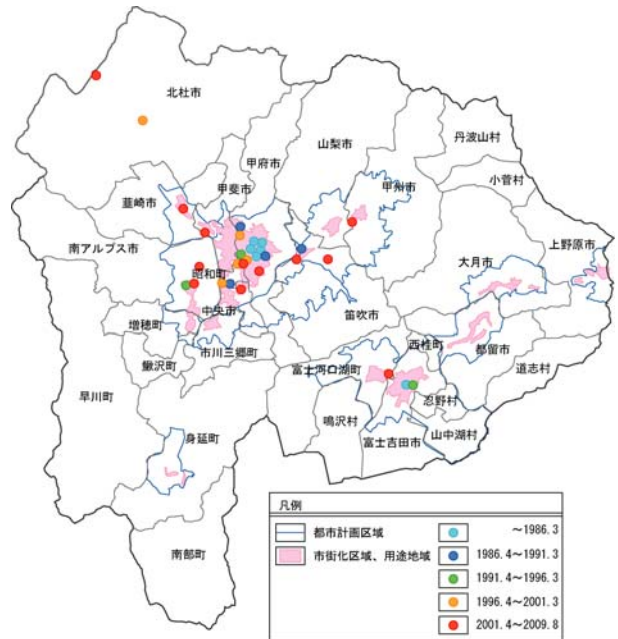 北杜市
山梨市
丹波山村
甲府市
小菅村
甲斐市
甲州市
韮崎市
上野原市
南アルプス市
大月市
昭和町
中央市
笛吹市
増穂町
西桂町
市川三郷町
都留市
鰍沢町
富士河口湖町
道志村
早川町
忍野村
鳴沢村
山中湖村
身延町
富士吉田市
南部町
凡例
都市計画区域
市街化区域、用途地域
～1986.3
1986.4～1991.3
1991.4～1996.3
1996.4～2001.3
2001.4～2009.8